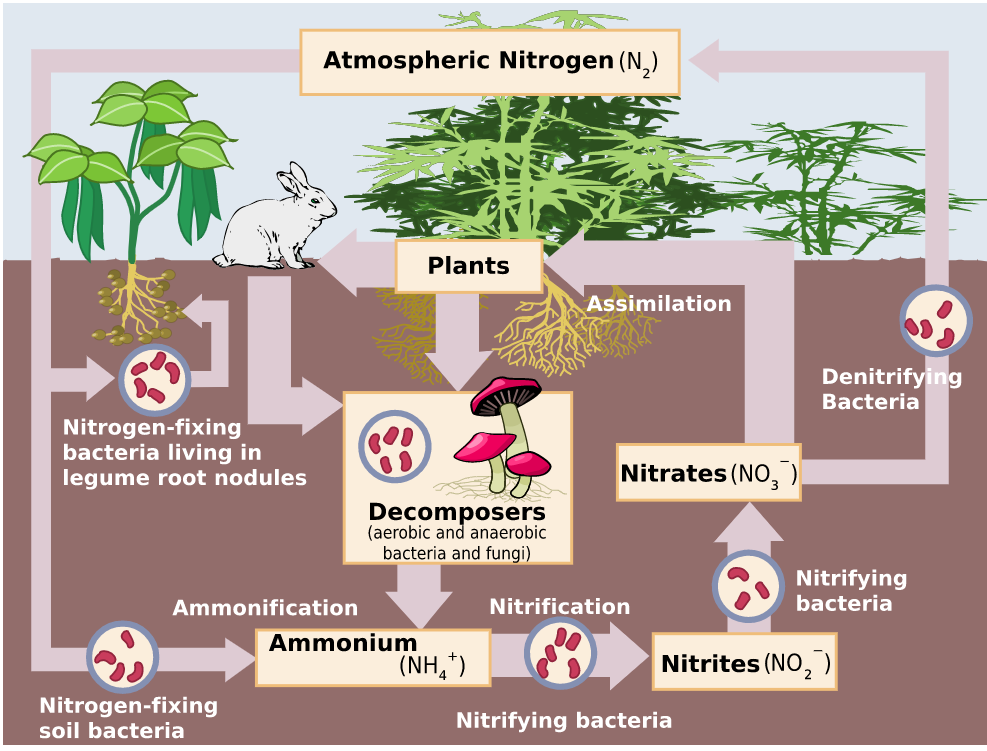 Atmospheric Nitrogen (N₂)
Plants
Assimilation
Denitrifying
Bacteria
Nitrogen-fixing
bacteria living in
legume root nodules
Nitrates (NO₃⁻)
Decomposers
(aerobic and anaerobic
bacteria and fungi)
Ammonification
Nitrification
Nitrifying
bacteria
Ammonium
(NH₄⁺)
Nitrites (NO₂⁻)
Nitrogen-fixing
soil bacteria
Nitrifying bacteria